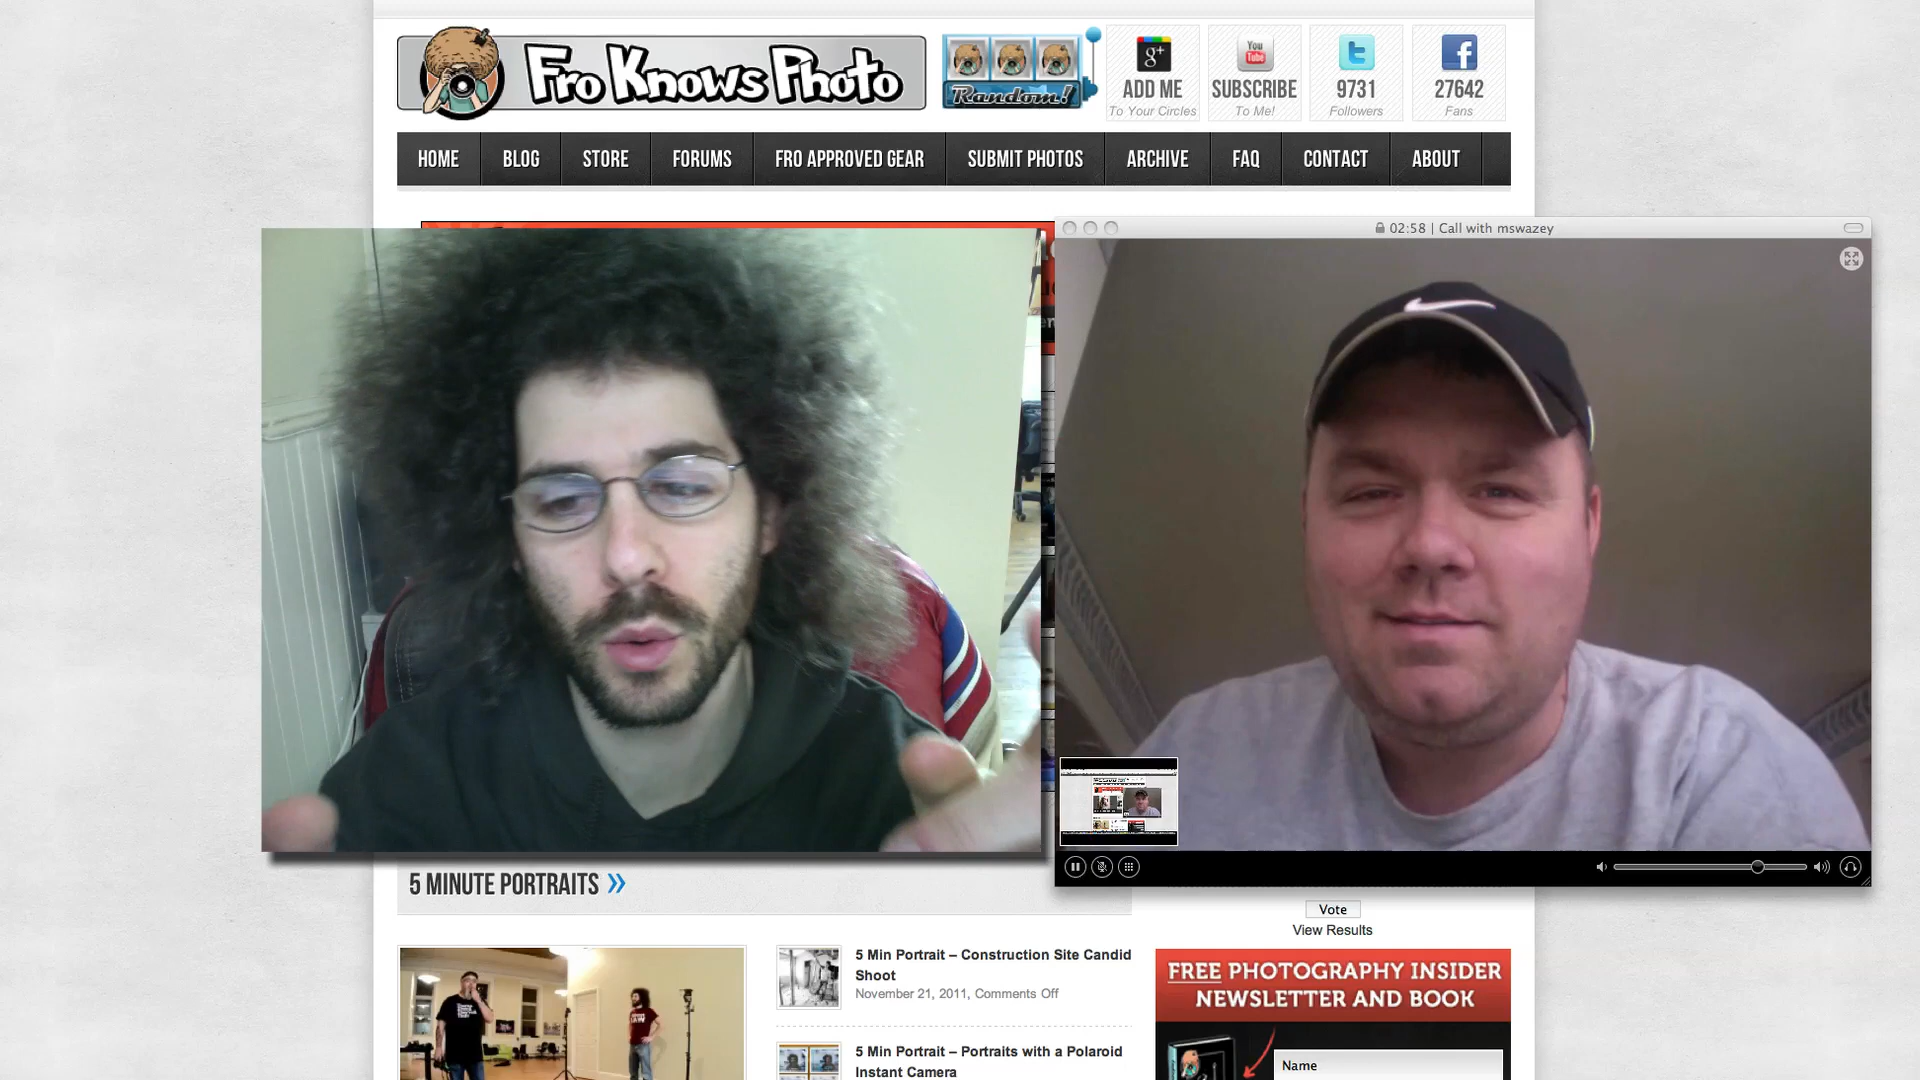 FRO KNOWS PHOTO
Random!
g+
ADD ME
To Your Circles
You
Tube
SUBSCRIBE
To Me!
9731
Followers
27642
Fans
HOME
BLOG
STORE
FORUMS
FRO APPROVED GEAR
SUBMIT PHOTOS
ARCHIVE
FAQ
CONTACT
ABOUT
02:58 | Call with mswazey
5 MINUTE PORTRAITS »
5 Min Portrait – Construction Site Candid
Shoot
November 21, 2011, Comments Off
5 Min Portrait – Portraits with a Polaroid
Instant Camera
Vote
View Results
FREE PHOTOGRAPHY INSIDER
NEWSLETTER AND BOOK
Name